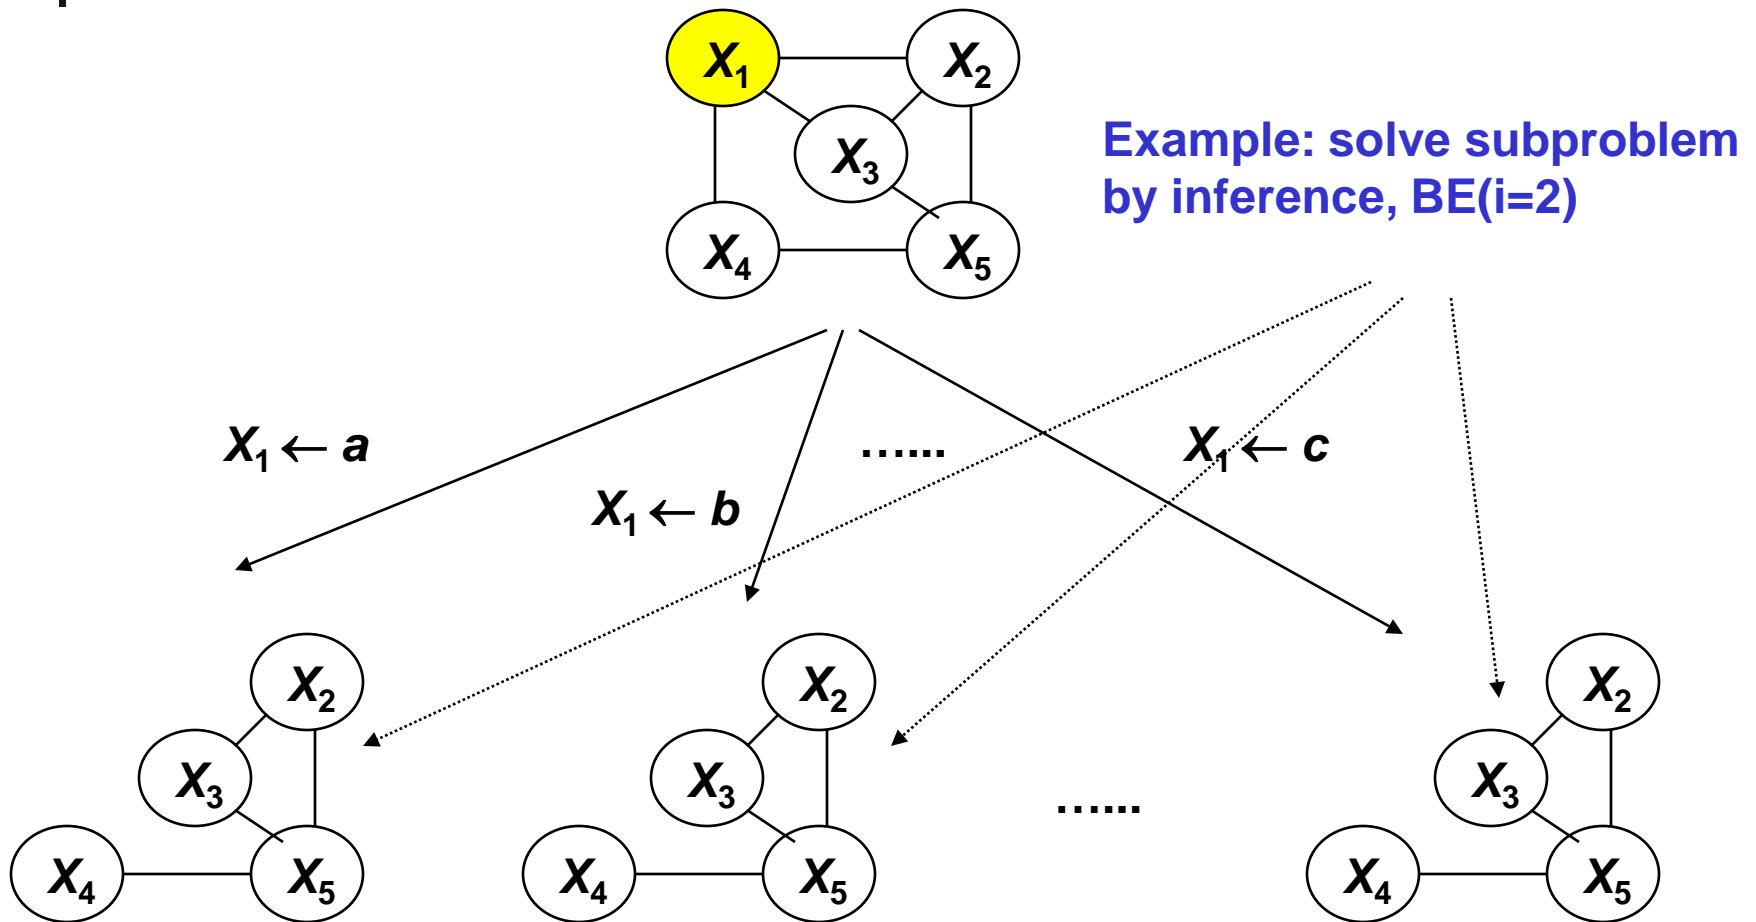 X1 X2
Example: solve subproblem
by inference, BE(i=2)
X3
X4 X5
X1 ← a
…...
X1 ← c
X1 ← b
X2 X2 X2
X3 X3 X3
…...
X4 X5 X4 X5 X4 X5